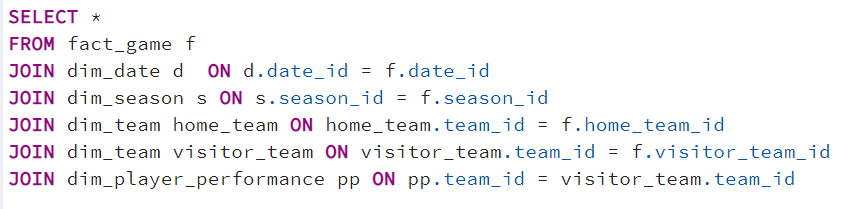 SELECT *
FROM fact_game f
JOIN dim_date d  ON d.date_id = f.date_id
JOIN dim_season s ON s.season_id = f.season_id
JOIN dim_team home_team ON home_team.team_id = f.home_team_id
JOIN dim_team visitor_team ON visitor_team.team_id = f.visitor_team_id
JOIN dim_player_performance pp ON pp.team_id = visitor_team.team_id